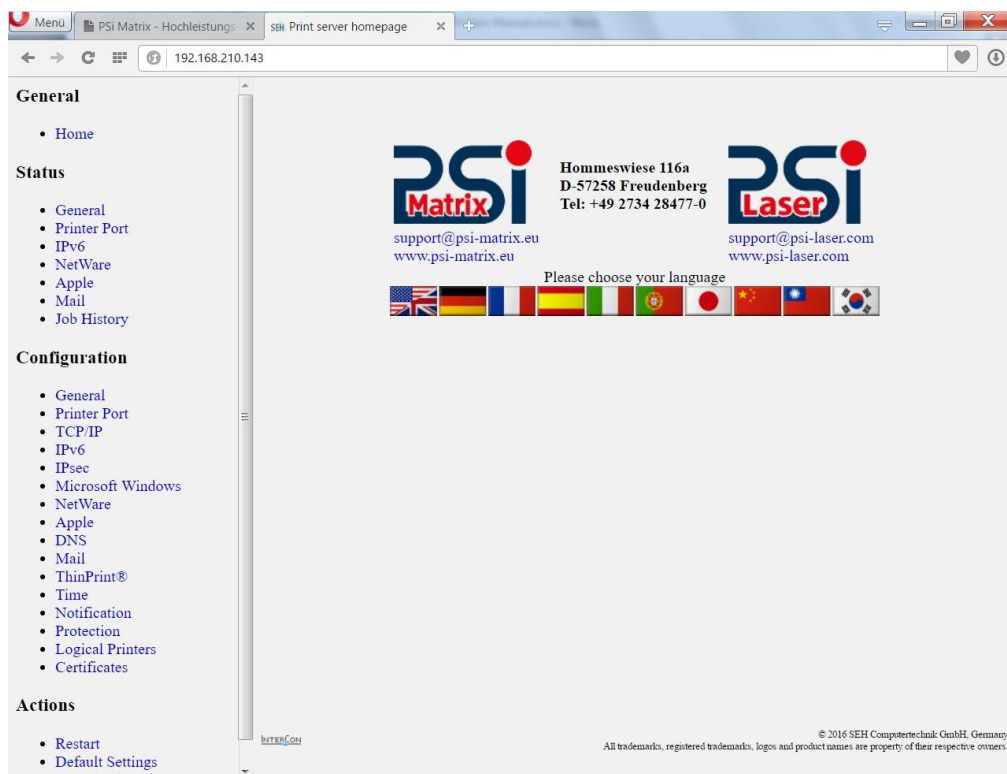 Menü
PSi Matrix - Hochleistungs
SEH Print server homepage
192.168.210.143
General
Home
Status
General
Printer Port
IPv6
NetWare
Apple
Mail
Job History
Configuration
General
Printer Port
TCP/IP
IPv6
IPsec
Microsoft Windows
NetWare
Apple
DNS
Mail
ThinPrint®
Time
Notification
Protection
Logical Printers
Certificates
Actions
Restart
Default Settings
PSi
Matrix
Hommeswiese 116a
D-57258 Freudenberg
Tel: +49 2734 28477-0
PSi
Laser
support@psi-matrix.eu
www.psi-matrix.eu
support@psi-laser.com
www.psi-laser.com
Please choose your language
INTERCON
© 2016 SEH Computertechnik GmbH, Germany
All trademarks, registered trademarks, logos and product names are property of their respective owners.